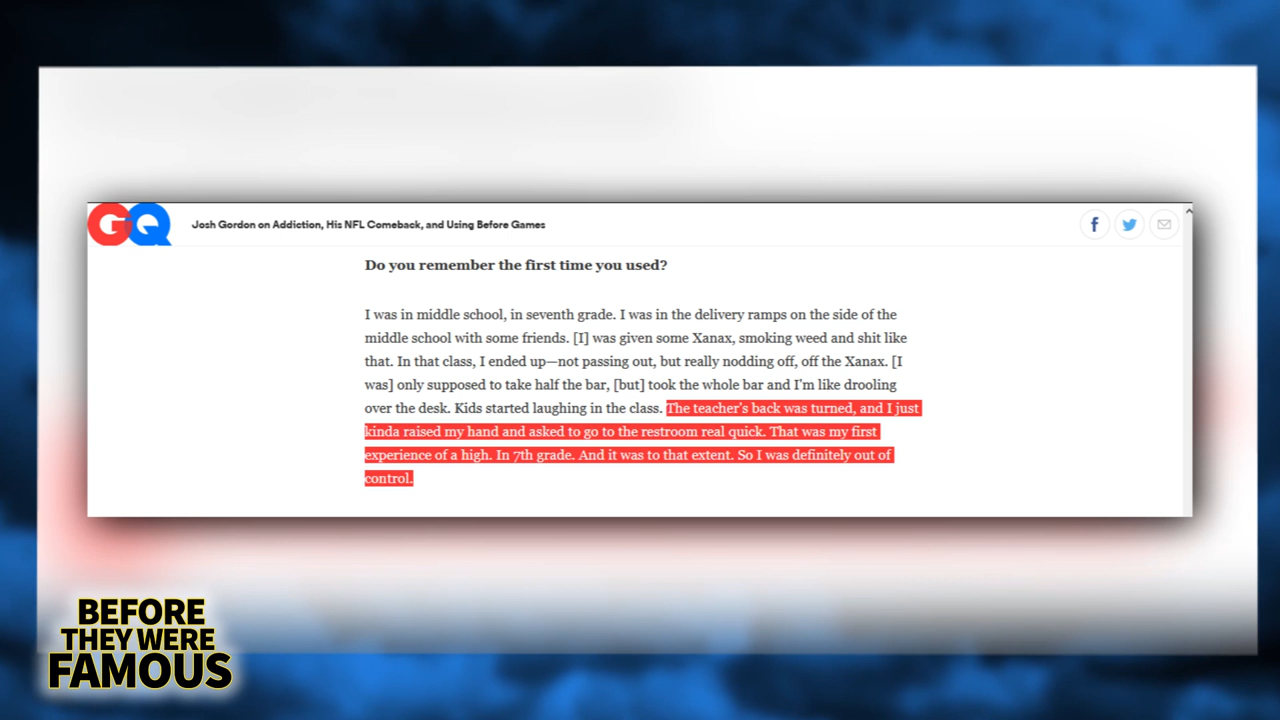 GQ
Josh Gordon on Addiction, His NFL Comeback, and Using Before Games
Do you remember the first time you used?
I was in middle school, in seventh grade. I was in the delivery ramps on the side of the
middle school with some friends. [I] was given some Xanax, smoking weed and shit like
that. In that class, I ended up—not passing out, but really nodding off, off the Xanax. [I
was] only supposed to take half the bar, [but] took the whole bar and I'm like drooling
over the desk. Kids started laughing in the class. The teacher's back was turned, and I just
kinda raised my hand and asked to go to the restroom real quick. That was my first
experience of a high. In 7th grade. And it was to that extent. So I was definitely out of
control.
BEFORE
THEY WERE
FAMOUS